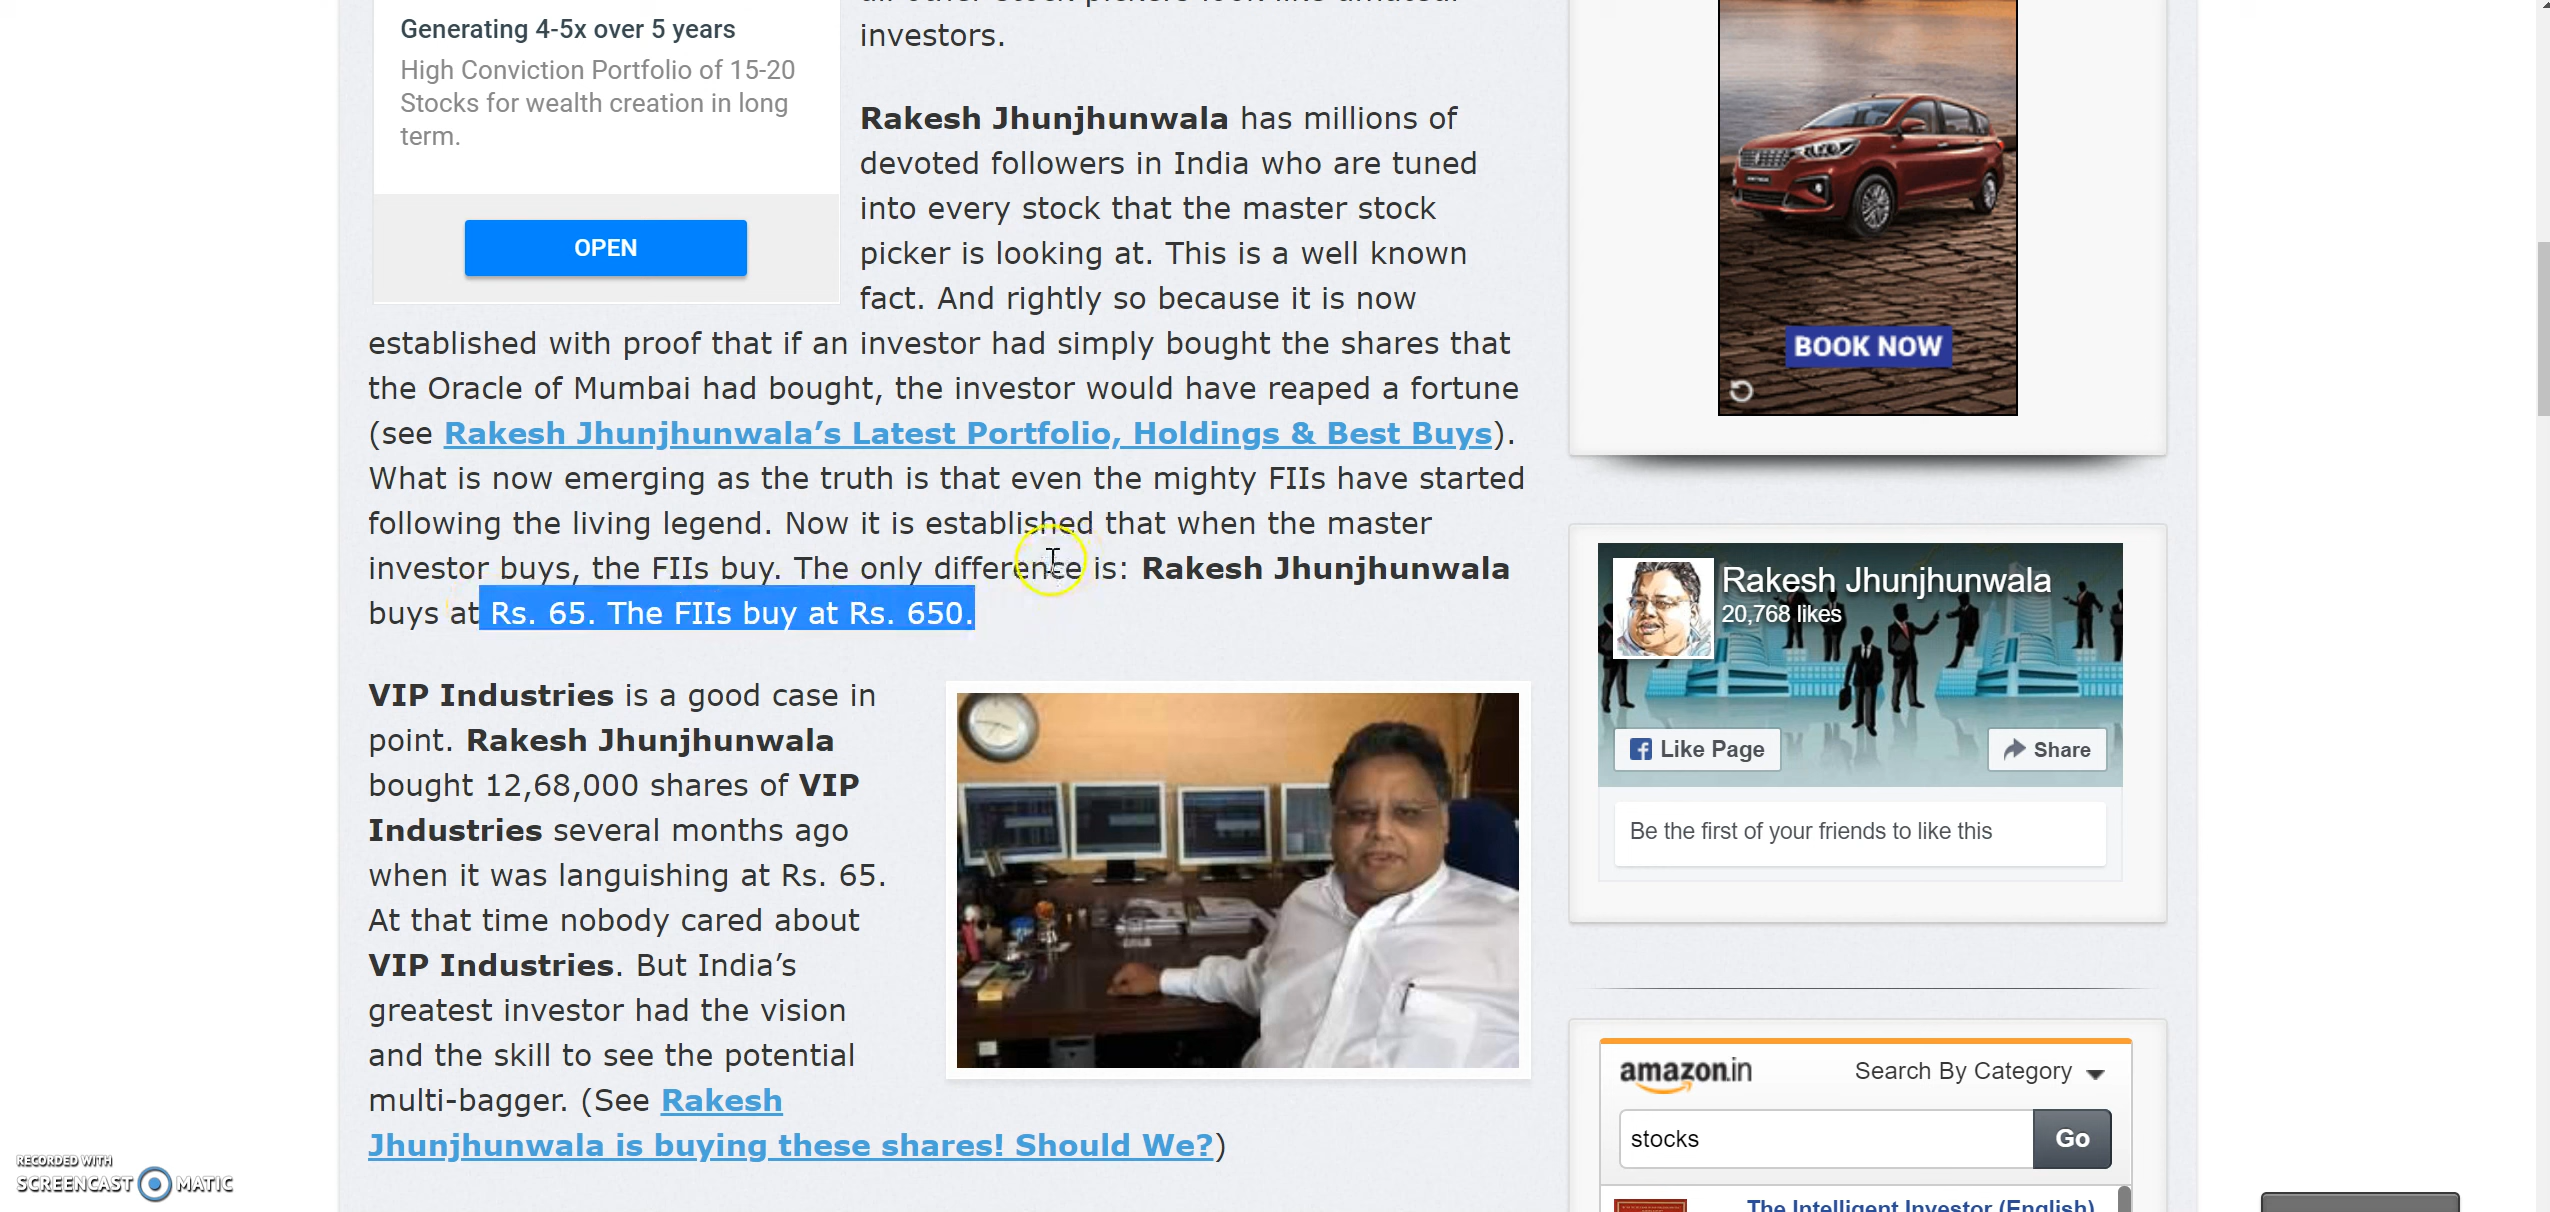 Generating 4-5x over 5 years
High Conviction Portfolio of 15-20
Stocks for wealth creation in long
term.
OPEN
investors.
Rakesh Jhunjhunwala has millions of
devoted followers in India who are tuned
into every stock that the master stock
picker is looking at. This is a well known
fact. And rightly so because it is now
established with proof that if an investor had simply bought the shares that
the Oracle of Mumbai had bought, the investor would have reaped a fortune
(see Rakesh Jhunjhunwala’s Latest Portfolio, Holdings & Best Buys).
What is now emerging as the truth is that even the mighty FIIs have started
following the living legend. Now it is established that when the master
investor buys, the FIIs buy. The only difference is: Rakesh Jhunjhunwala
buys at Rs. 65. The FIIs buy at Rs. 650.
VIP Industries is a good case in
point. Rakesh Jhunjhunwala
bought 12,68,000 shares of VIP
Industries several months ago
when it was languishing at Rs. 65.
At that time nobody cared about
VIP Industries. But India’s
greatest investor had the vision
and the skill to see the potential
multi-bagger. (See Rakesh
Jhunjhunwala is buying these shares! Should We?)
BOOK NOW
Rakesh Jhunjhunwala
20,768 likes
Like Page
Share
Be the first of your friends to like this
amazon.in
Search By Category
stocks
Go
The Intelligent Investor (English)
RECORDED WITH
SCREENCAST MATIC